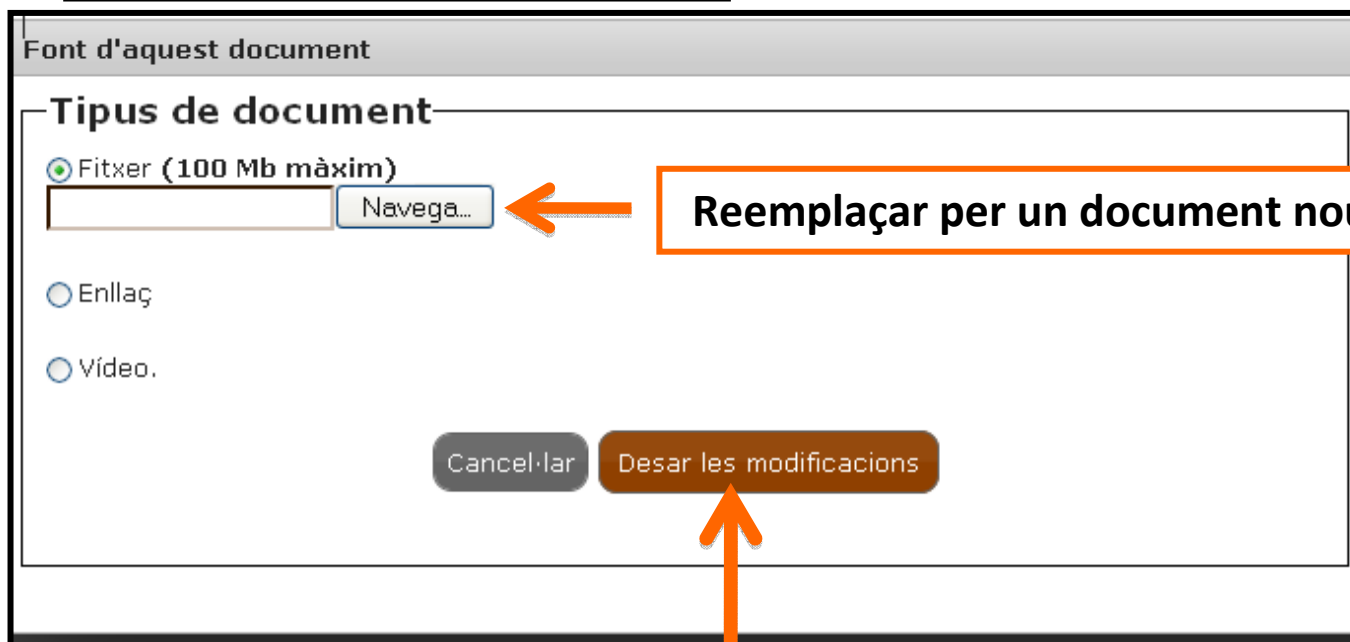 Font d'aquest document
Tipus de document
Fitxer (100 Mb màxim)
Navega...
Reemplaçar per un document nou
Enllaç
Vídeo.
Cancel·lar
Desar les modificacions